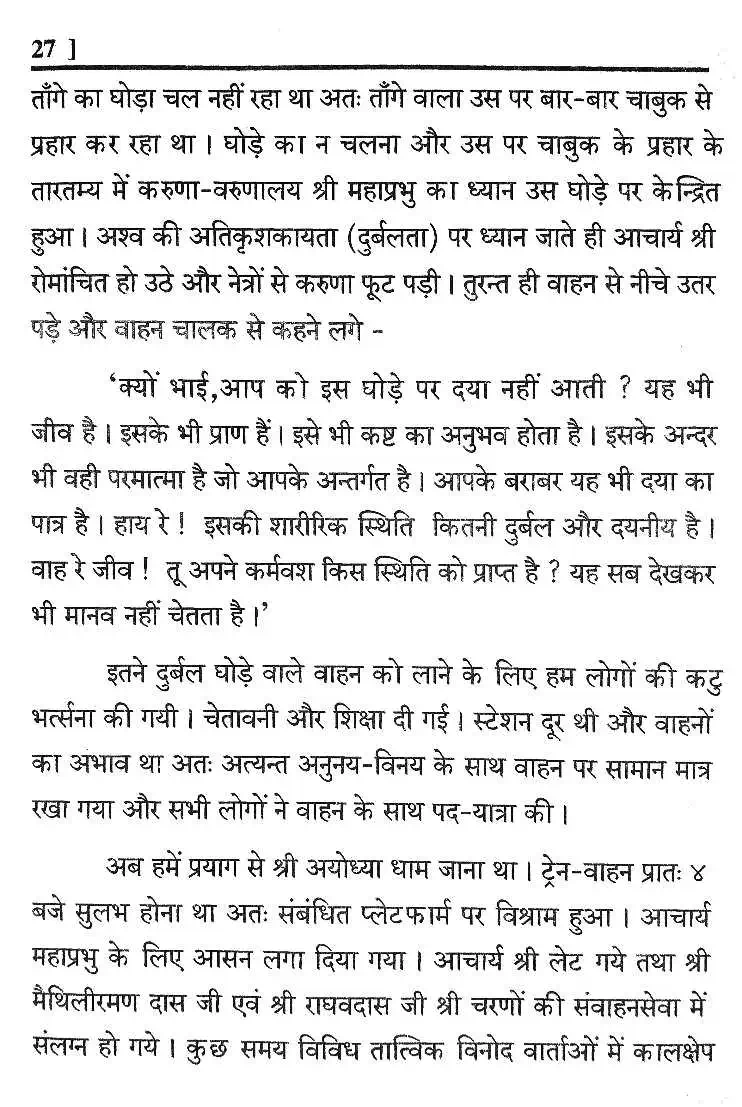 27 ]
ताँगे का घोड़ा चल नहीं रहा था अतः ताँगे वाला उस पर बार-बार चाबुक से
प्रहार कर रहा था । घोड़े का न चलना और उस पर चाबुक के प्रहार के
तारतम्य में करुणा-वरुणालय श्री महाप्रभु का ध्यान उस घोड़े पर केन्द्रित
हुआ । अश्व की अतिकृशकायता (दुर्बलता) पर ध्यान जाते ही आचार्य श्री
रोमांचित हो उठे और नेत्रों से करुणा फूट पड़ी । तुरन्त ही वाहन से नीचे उतर
पड़े और वाहन चालक से कहने लगे -
‘क्यों भाई,आप को इस घोड़े पर दया नहीं आती ? यह भी
जीव है । इसके भी प्राण हैं । इसे भी कष्ट का अनुभव होता है । इसके अन्दर
भी वही परमात्मा है जो आपके अन्तर्गत है । आपके बराबर यह भी दया का
पात्र है । हाय रे ! इसकी शारीरिक स्थिति कितनी दुर्बल और दयनीय है ।
वाह रे जीव ! तू अपने कर्मवश किस स्थिति को प्राप्त है ? यह सब देखकर
भी मानव नहीं चेतता है ।’
इतने दुर्बल घोड़े वाले वाहन को लाने के लिए हम लोगों की कटु
भर्त्सना की गयी । चेतावनी और शिक्षा दी गई । स्टेशन दूर थी और वाहनों
का अभाव था अतः अत्यन्त अनुनय-विनय के साथ वाहन पर सामान मात्र
रखा गया और सभी लोगों ने वाहन के साथ पद-यात्रा की ।
अब हमें प्रयाग से श्री अयोध्या धाम जाना था । ट्रेन-वाहन प्रातः ४
बजे सुलभ होना था अतः संबंधित प्लेटफार्म पर विश्राम हुआ । आचार्य
महाप्रभु के लिए आसन लगा दिया गया । आचार्य श्री लेट गये तथा श्री
मैथिलीरमण दास जी एवं श्री राघवदास जी श्री चरणों की संवाहनसेवा में
संलग्न हो गये । कुछ समय विविध तात्विक विनोद वार्ताओं में कालक्षेप